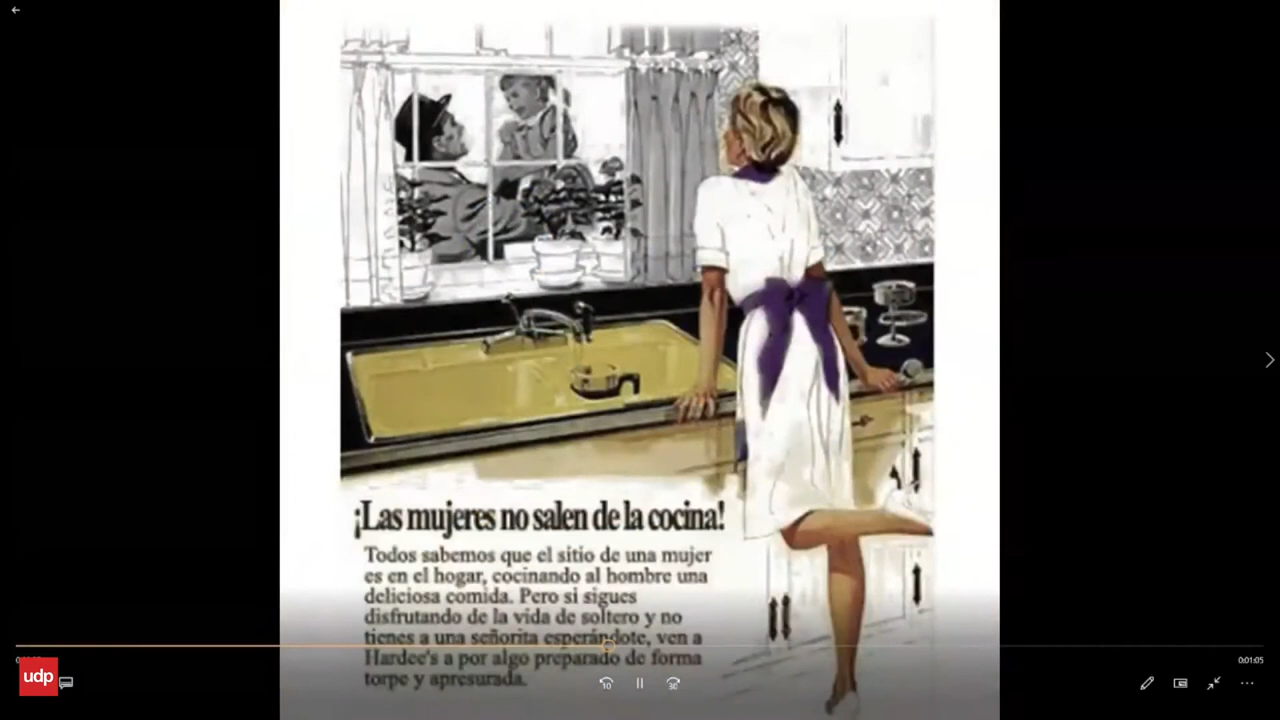 ¡Las mujeres no salen de la cocina!
Todos sabemos que el sitio de una mujer
es en el hogar, cocinando al hombre una
deliciosa comida. Pero si sigues
disfrutando de la vida de soltero y no
tienes a una señorita esperándote, ven a
Hardee's a por algo preparado de forma
torpe y apresurada.
0:01:05
udp
10
30